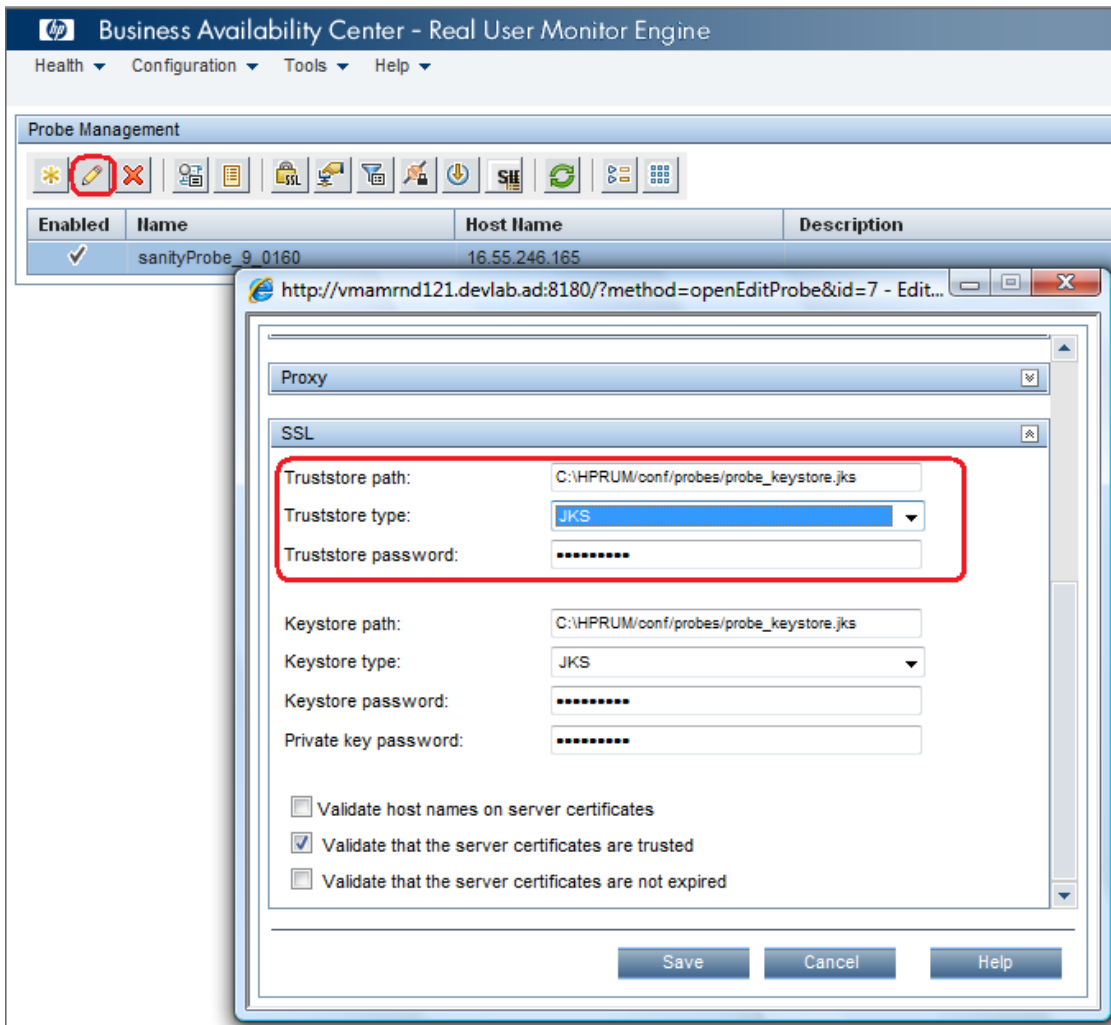 hp Business Availability Center - Real User Monitor Engine
Health Configuration Tools Help
Probe Management
SSL
Enabled Name Host Name Description
sanityProbe_9_0160 16.55.246.165
http://vmamrnd121.devlab.ad:8180/?method=openEditProbe&id=7 - Edit...
Proxy
SSL
Truststore path: C:\HPRUM/conf/probes/probe_keystore.jks
Truststore type: JKS
Truststore password: •••••••••
Keystore path: C:\HPRUM/conf/probes/probe_keystore.jks
Keystore type: JKS
Keystore password: •••••••••
Private key password: •••••••••
Validate host names on server certificates
Validate that the server certificates are trusted
Validate that the server certificates are not expired
Save Cancel Help